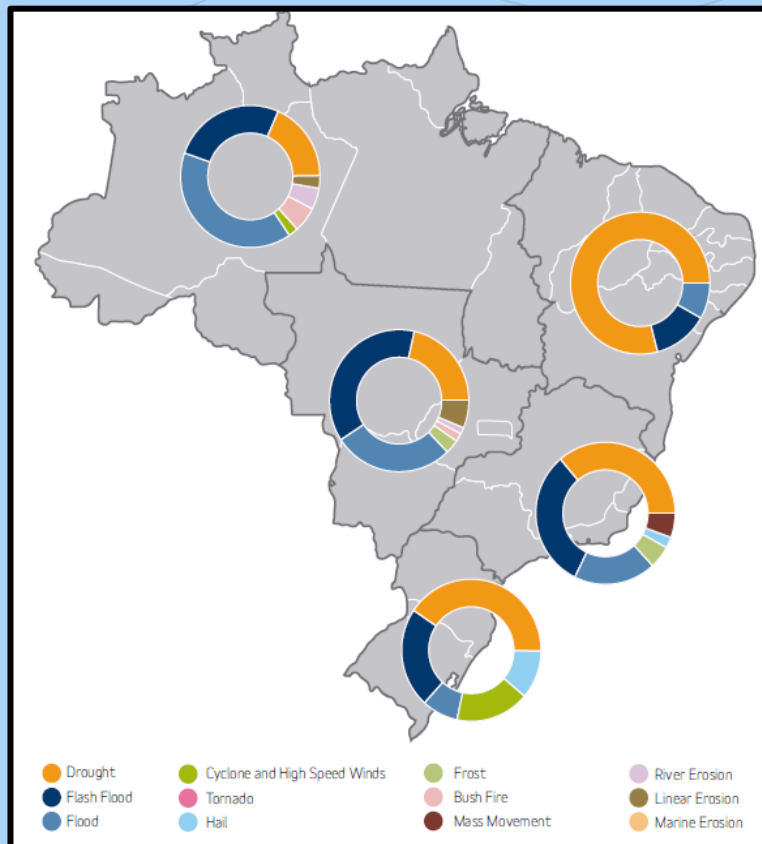 Drought
Cyclone and High Speed Winds
Frost
River Erosion
Flash Flood
Tornado
Bush Fire
Linear Erosion
Flood
Hail
Mass Movement
Marine Erosion